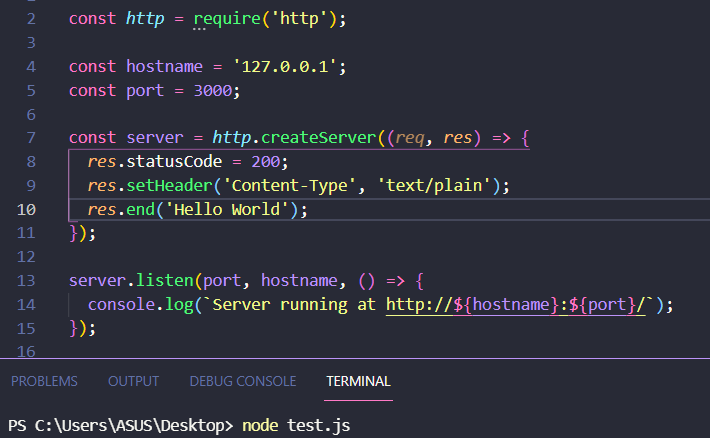 2 const http = require('http');
3
4 const hostname = '127.0.0.1';
5 const port = 3000;
6
7 const server = http.createServer((req, res) => {
8 res.statusCode = 200;
9 res.setHeader('Content-Type', 'text/plain');
10 res.end('Hello World');
11 });
12
13 server.listen(port, hostname, () => {
14 console.log(`Server running at http://${hostname}:${port}/`);
15 });
16
PROBLEMS OUTPUT DEBUG CONSOLE TERMINAL
PS C:\Users\ASUS\Desktop> node test.js